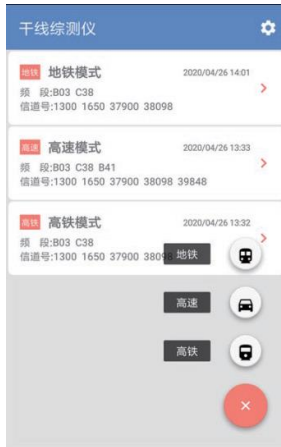 干线综测仪
地铁 地铁模式 2020/04/26 14:01
频 段:B03 C38
信道号:1300 1650 37900 38098
高速 高速模式 2020/04/26 13:33
频 段:B03 C38 B41
信道号:1300 1650 37900 38098 39848
高铁 高铁模式 2020/04/26 13:32
频 段:B03 C38
信道号:1300 1650 37900 38098
地铁
高速
高铁